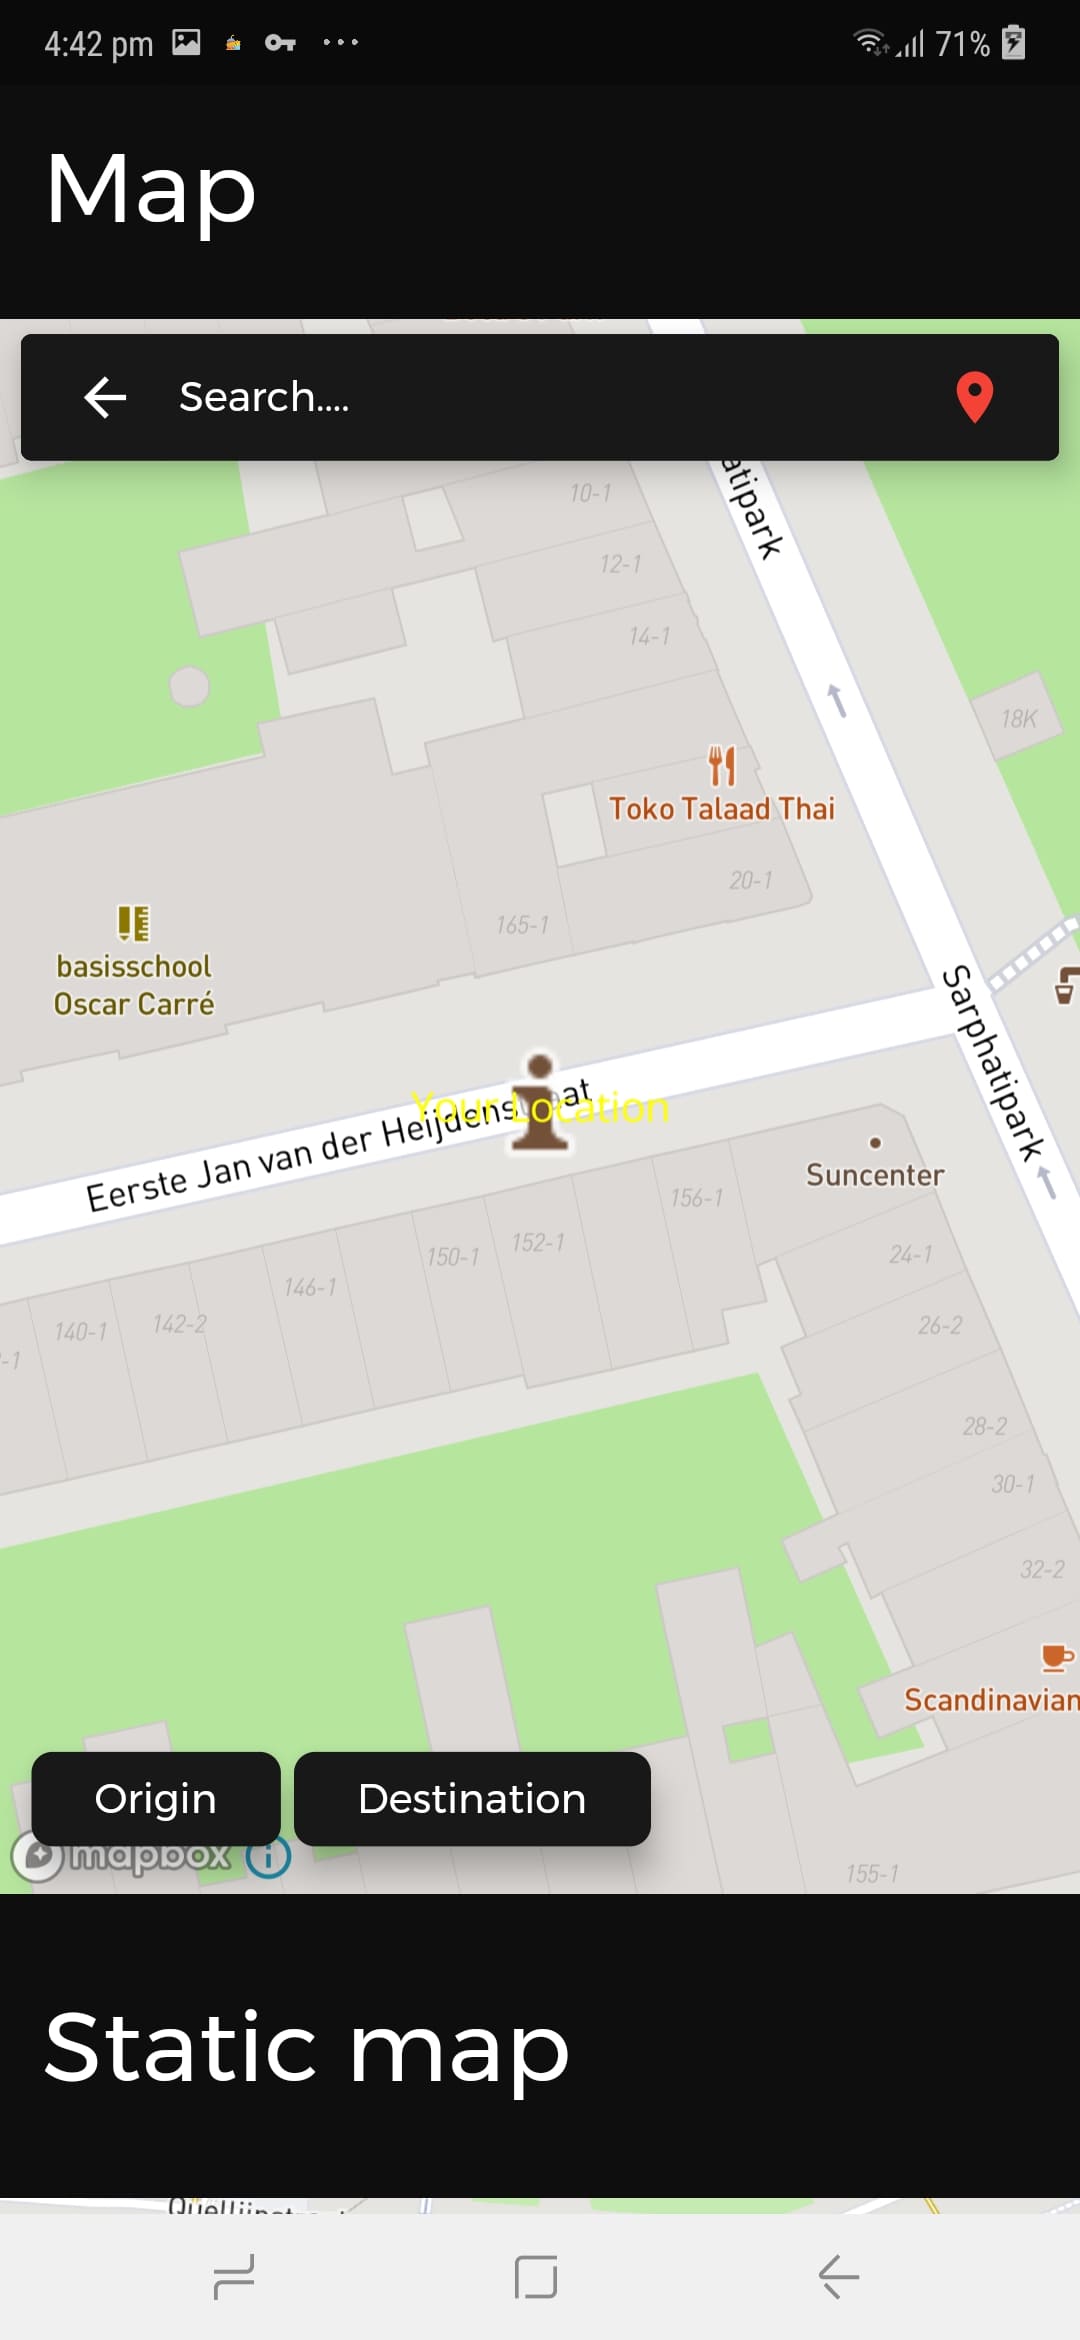 4:42 pm
71%
Map
Search....
10-1
atipark
12-1
14-1
18K
Toko Talaad Thai
20-1
165-1
basisschool
Oscar Carré
Sarphatipark
Your Location
Eerste Jan van der Heijdens at
Suncenter
156-1
152-1
150-1
24-1
146-1
142-2
140-1
-1
26-2
28-2
30-1
32-2
Scandinavian
Origin
Destination
mapbox
155-1
Static map